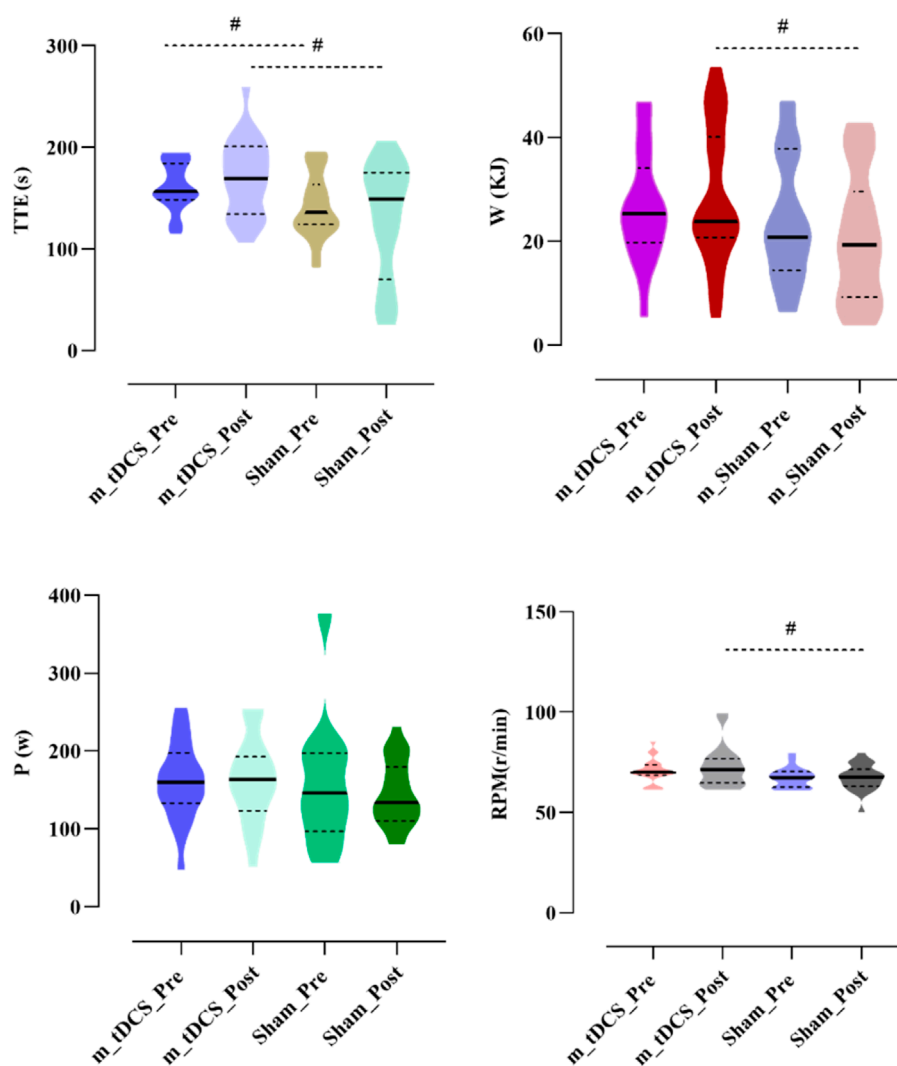 #
#
300
200
100
0
TTE (s)
m_tDCS_Pre
m_tDCS_Post
Sham_Pre
Sham_Post
#
60
40
20
0
W (KJ)
m_tDCS_Pre
m_tDCS_Post
m_Sham_Pre
m_Sham_Post
400
300
200
100
0
P (w)
m_tDCS_Pre
m_tDCS_Post
Sham_Pre
Sham_Post
#
150
100
50
0
RPM(r/min)
m_tDCS_Pre
m_tDCS_Post
Sham_Pre
Sham_Post